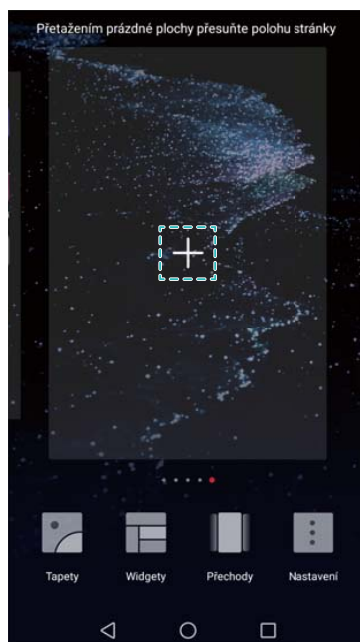 Přetažením prázdné plochy přesuňte polohu stránky
Tapety
Widgety
Přechody
Nastavení